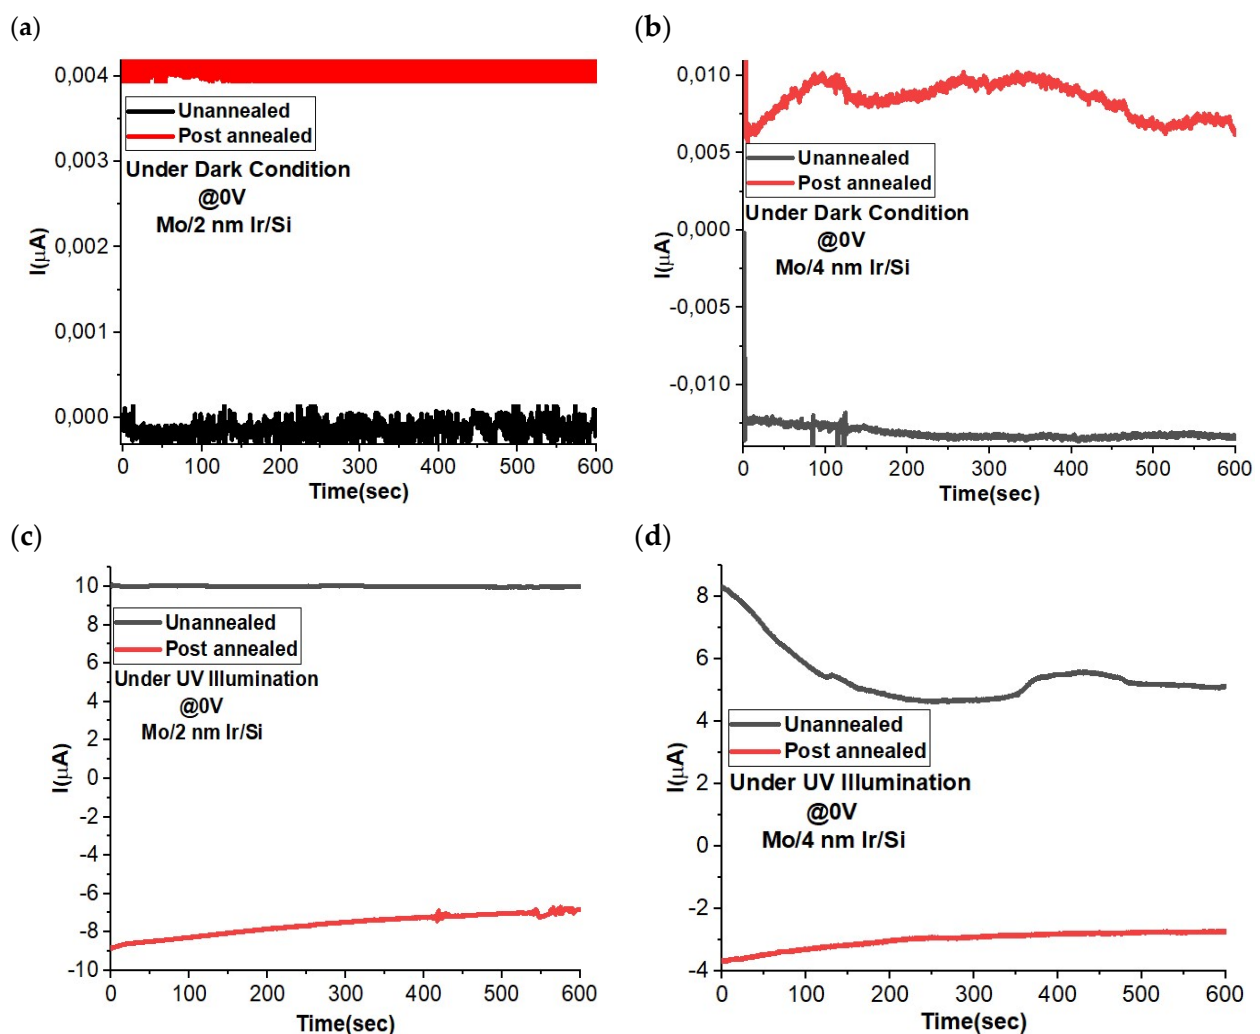 (a)
0,004
0,003
0,002
0,001
0,000
I(μA)
Unannealed
Post annealed
Under Dark Condition
@0V
Mo/2 nm Ir/Si
0 100 200 300 400 500 600
Time(sec)
(b)
0,010
0,005
0,000
-0,005
-0,010
I(μA)
Unannealed
Post annealed
Under Dark Condition
@0V
Mo/4 nm Ir/Si
0 100 200 300 400 500 600
Time(sec)
(c)
10
8
6
4
2
0
-2
-4
-6
-8
-10
I(μA)
Unannealed
Post annealed
Under UV Illumination
@0V
Mo/2 nm Ir/Si
0 100 200 300 400 500 600
Time(sec)
(d)
8
6
4
2
0
-2
-4
I(μA)
Unannealed
Post annealed
Under UV Illumination
@0V
Mo/4 nm Ir/Si
0 100 200 300 400 500 600
Time(sec)